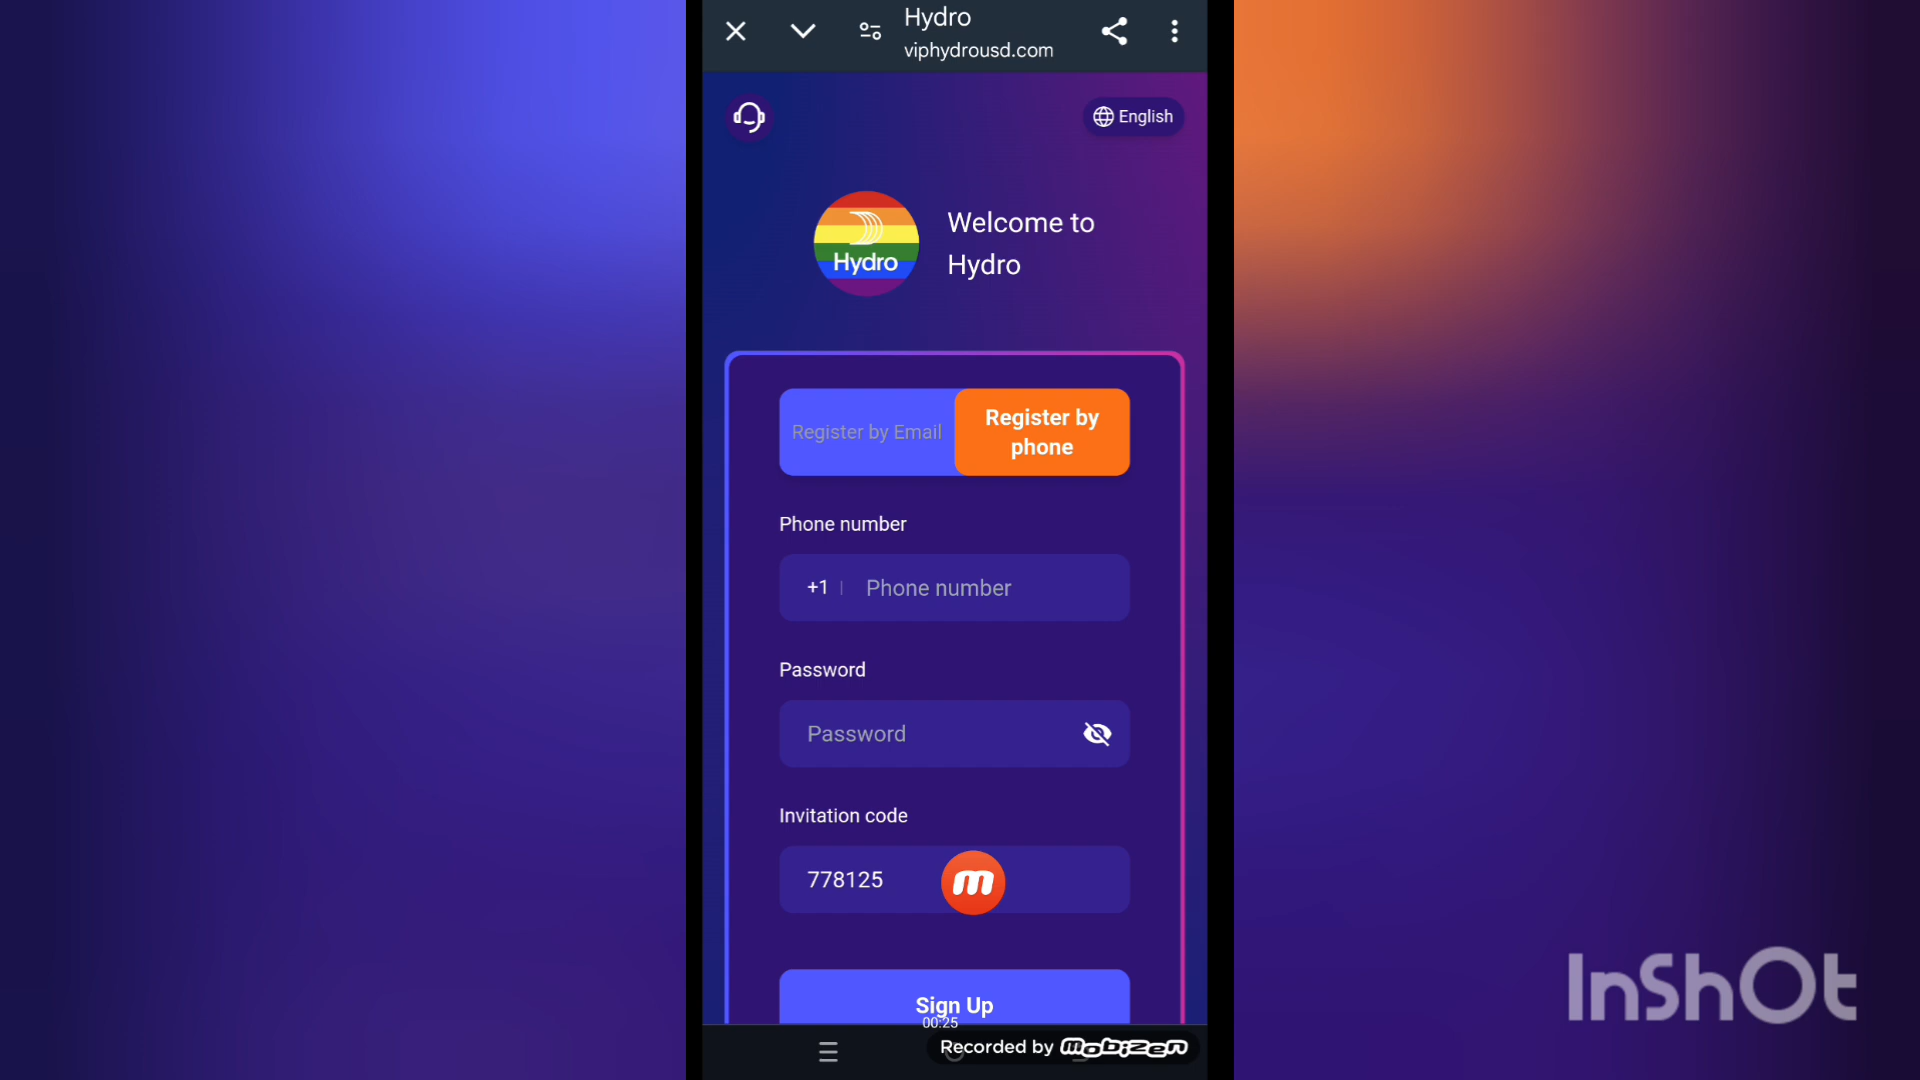 Hydro
viphydrousd.com
English
Hydro
Welcome to
Hydro
Register by Email
Register by
phone
Phone number
+1
Phone number
Password
Password
Invitation code
778125
m
Sign Up
00:25
Recorded by Mobizen
InShOt